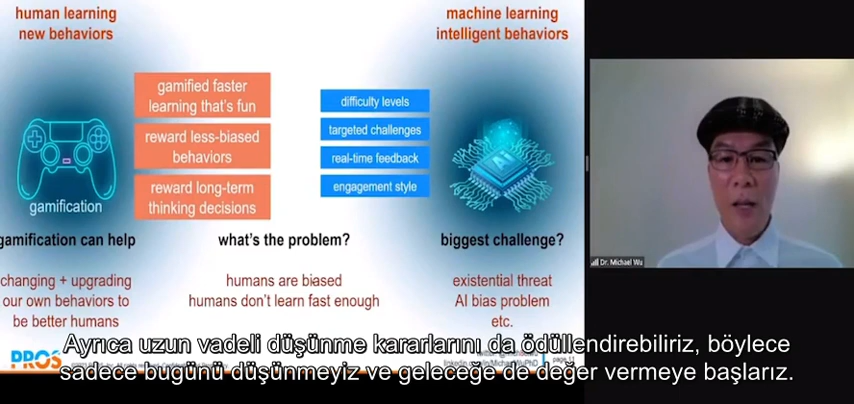 human learning
new behaviors
machine learning
intelligent behaviors
gamified faster
learning that's fun
reward less-biased
behaviors
reward long-term
thinking decisions
difficulty levels
targeted challenges
real-time feedback
engagement style
gamification
AI
gamification can help
what's the problem?
biggest challenge?
changing + upgrading
our own behaviors to
be better humans
humans are biased
humans don't learn fast enough
existential threat
AI bias problem
etc.
Dr. Michael Wu
PROS
Ayrıca uzun vadeli düşünme kararlarını da ödüllendirebiliriz, böylece
sadece bugünü düşünmeyiz ve geleceğe de değer vermeye başlarız.